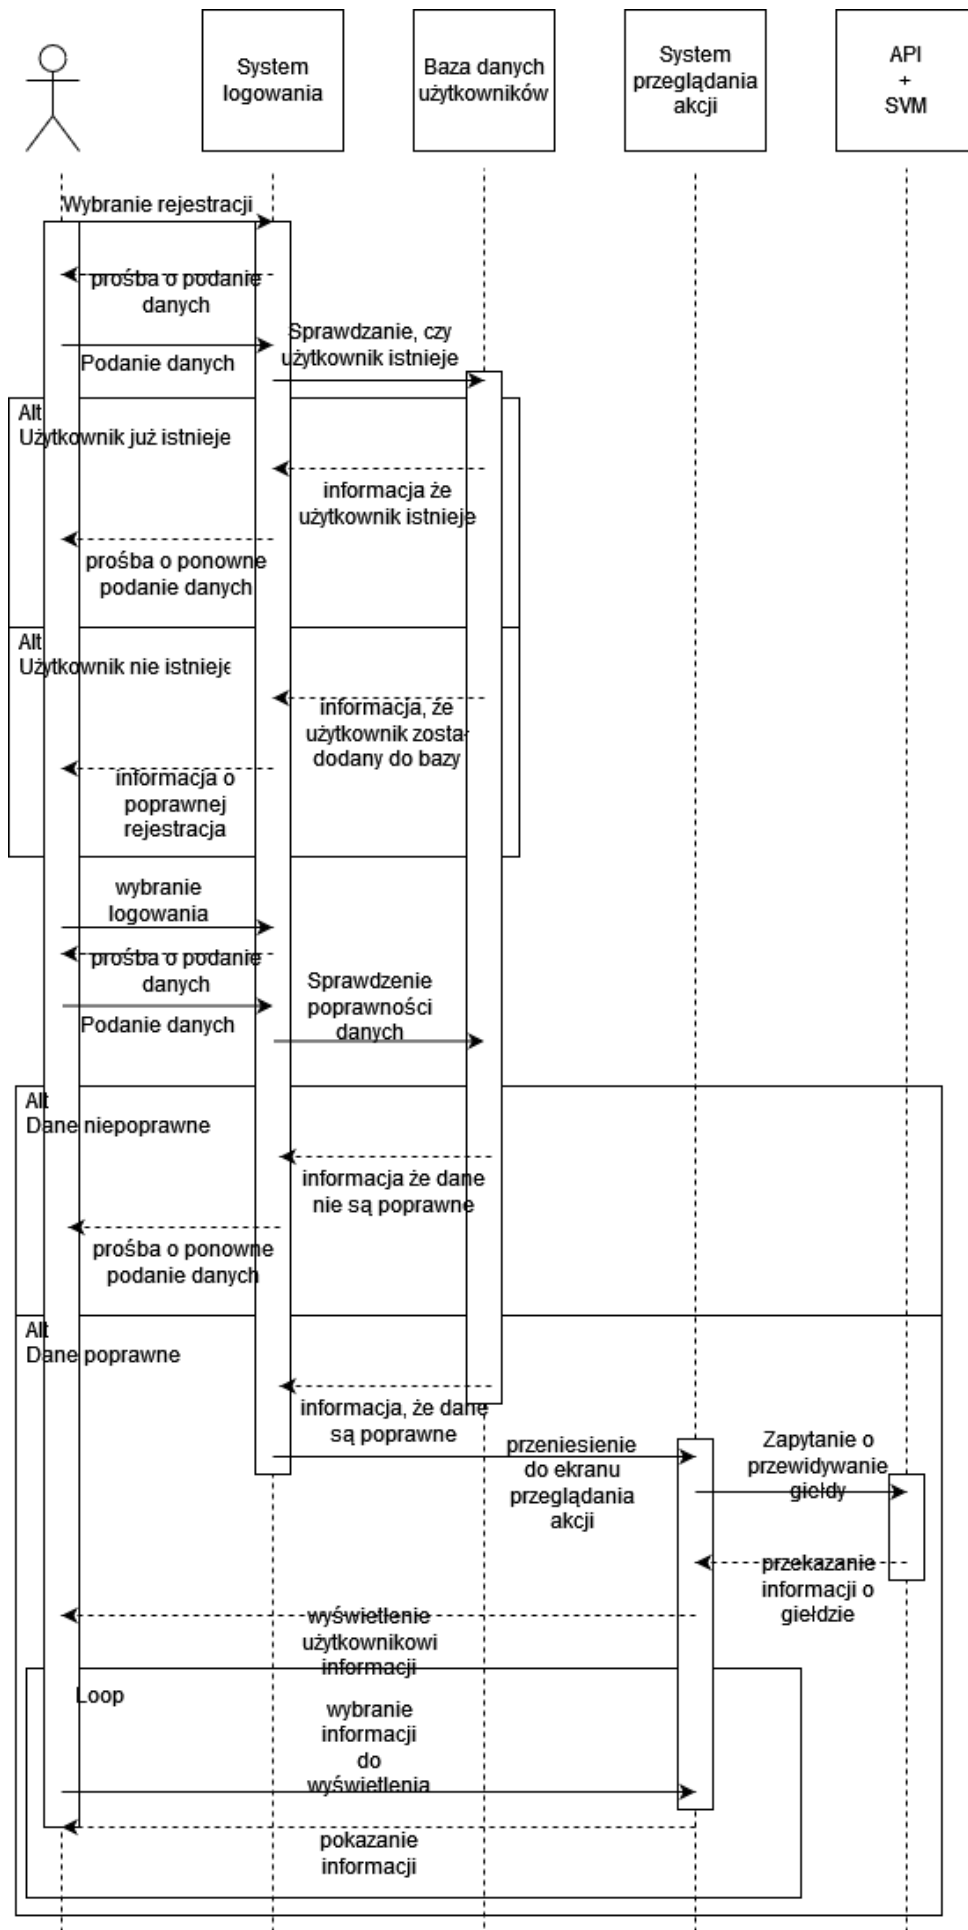 System
logowania
Baza danych
użytkowników
System
przeglądania
akcji
API
+
SVM
Wybranie rejestracji
prośba o podanie
danych
Podanie danych
Sprawdzanie, czy
użytkownik istnieje
Alt
Użytkownik już istnieje
informacja że
użytkownik istnieje
prośba o ponowne
podanie danych
Alt
Użytkownik nie istnieje
informacja, że
użytkownik zosta
dodany do bazy
informacja o
poprawnej
rejestracja
wybranie
logowania
prośba o podanie
danych
Podanie danych
Sprawdzenie
poprawności
danych
Alt
Dane niepoprawne
informacja że dane
nie są poprawne
prośba o ponowne
podanie danych
Alt
Dane poprawne
informacja, że dane
są poprawne
przeniesienie
do ekranu
przeglądania
akcji
Zapytanie o
przewidywanie
giełdy
przekazanie
informacji o
giełdzie
wyświetlenie
użytkownikowi
informacji
Loop
wybranie
informacji
do
wyświetlenia
pokazanie
informacji